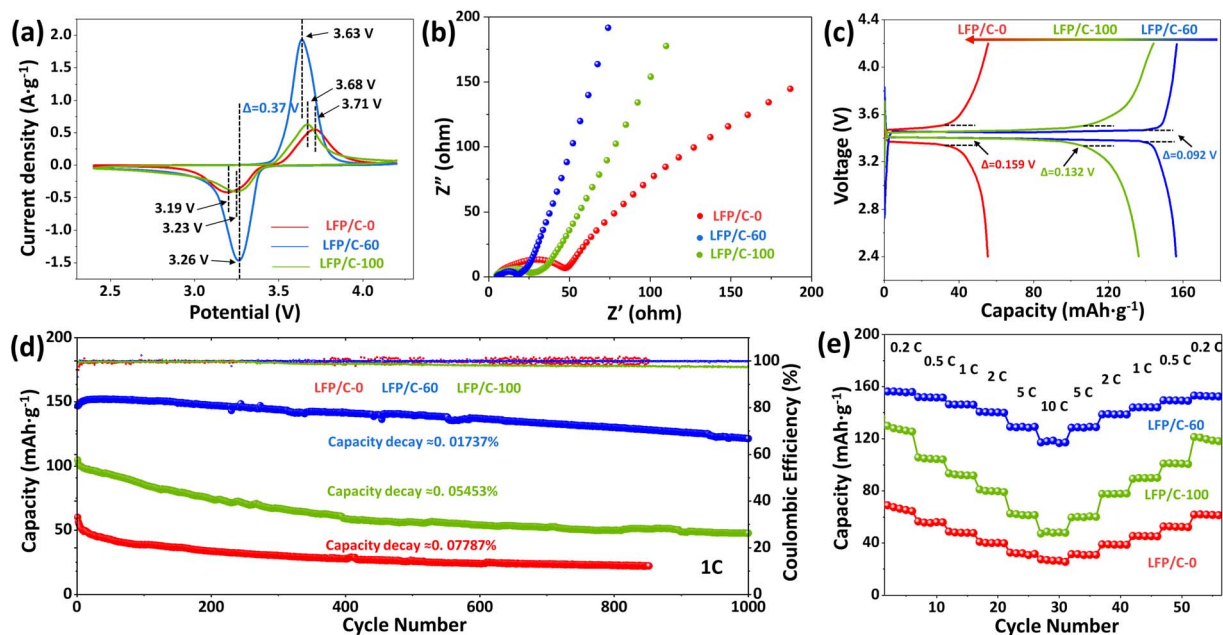 (a)
Current density (A·g⁻¹)
2.0
1.5
1.0
0.5
0.0
-0.5
-1.0
-1.5
3.63 V
3.68 V
3.71 V
Δ=0.37 V
3.19 V
3.23 V
3.26 V
LFP/C-0
LFP/C-60
LFP/C-100
2.5 3.0 3.5 4.0
Potential (V)
(b)
Z″ (ohm)
200
150
100
50
0
LFP/C-0
LFP/C-60
LFP/C-100
0 50 100 150 200
Z′ (ohm)
(c)
Voltage (V)
4.4
3.8
3.2
2.4
LFP/C-0 LFP/C-100 LFP/C-60
Δ=0.159 V
Δ=0.132 V
Δ=0.092 V
0 40 80 120 160
Capacity (mAh·g⁻¹)
(d)
Capacity (mAh·g⁻¹)
200
150
100
50
0
LFP/C-0 LFP/C-60 LFP/C-100
Capacity decay ≈0. 01737%
Capacity decay ≈0. 05453%
Capacity decay ≈0. 07787%
1C
100
80
60
40
20
0
Coulombic Efficiency (%)
0 200 400 600 800 1000
Cycle Number
(e)
Capacity (mAh·g⁻¹)
200
160
120
80
40
0
0.2 C
0.5 C
1 C
2 C
5 C
10 C
5 C
2 C
1 C
0.5 C
0.2 C
LFP/C-60
LFP/C-100
LFP/C-0
10 20 30 40 50
Cycle Number